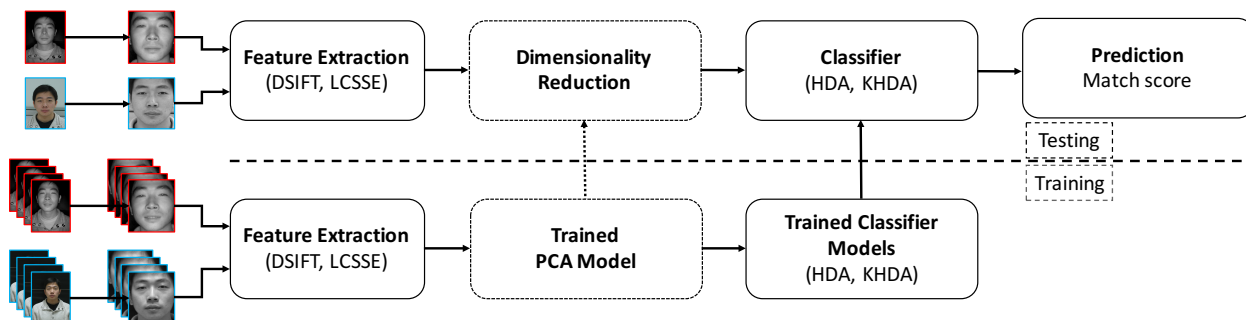 Feature Extraction
(DSIFT, LCSSE)
Dimensionality
Reduction
Classifier
(HDA, KHDA)
Prediction
Match score
Testing
Training
Feature Extraction
(DSIFT, LCSSE)
Trained
PCA Model
Trained Classifier
Models
(HDA, KHDA)